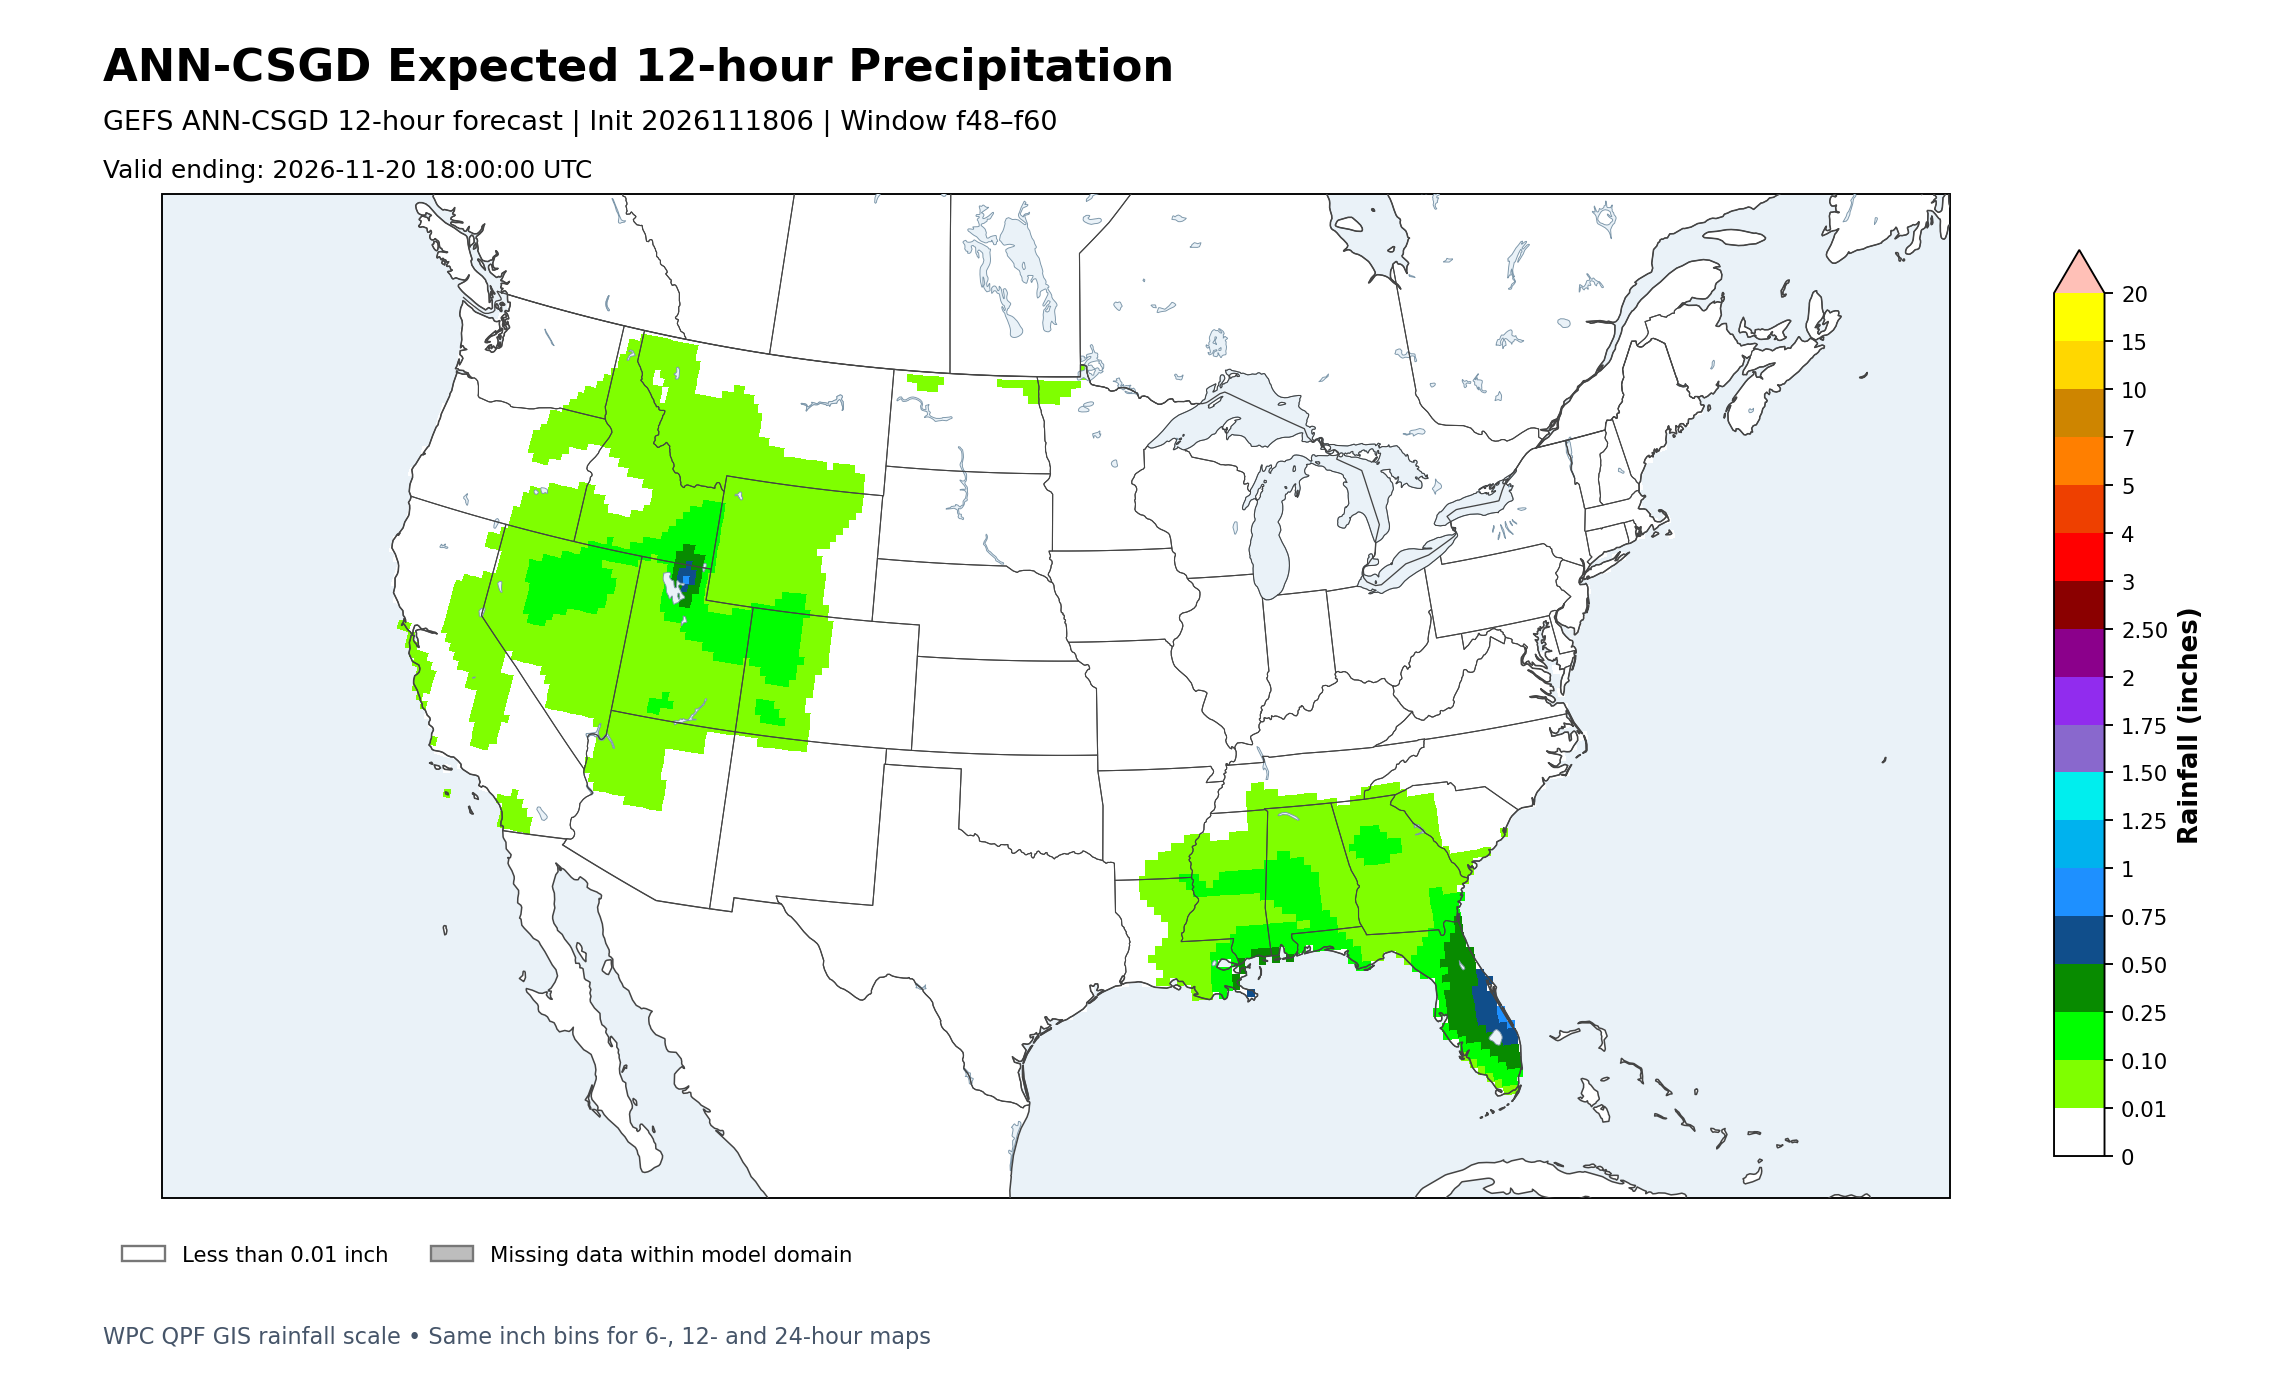 ANN-CSGD Expected 12-hour Precipitation
GEFS ANN-CSGD 12-hour forecast | Init 2026111806 | Window f48–f60
Valid ending: 2026-11-20 18:00:00 UTC
20
15
10
7
5
4
3
2.50
2
1.75
1.50
1.25
1
0.75
0.50
0.25
0.10
0.01
0
Rainfall (inches)
Less than 0.01 inch
Missing data within model domain
WPC QPF GIS rainfall scale • Same inch bins for 6-, 12- and 24-hour maps